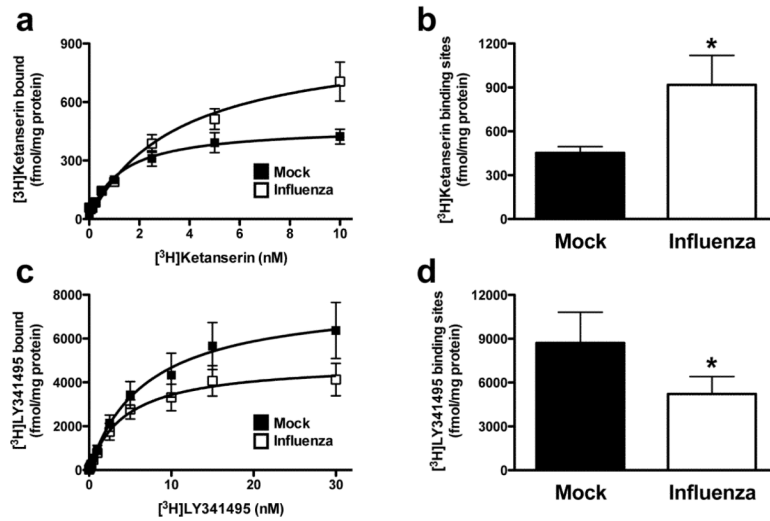 a
[3H]Ketanserin bound
(fmol/mg protein)
900
600
300
0
0
2
4
6
8
10
Mock
Influenza
[³H]Ketanserin (nM)
b
[³H]Ketanserin binding sites
(fmol/mg protein)
1200
900
600
300
0
*
Mock
Influenza
c
[³H]LY341495 bound
(fmol/mg protein)
8000
6000
4000
2000
0
0
10
20
30
Mock
Influenza
[³H]LY341495 (nM)
d
[³H]LY341495 binding sites
(fmol/mg protein)
12000
9000
6000
3000
0
*
Mock
Influenza